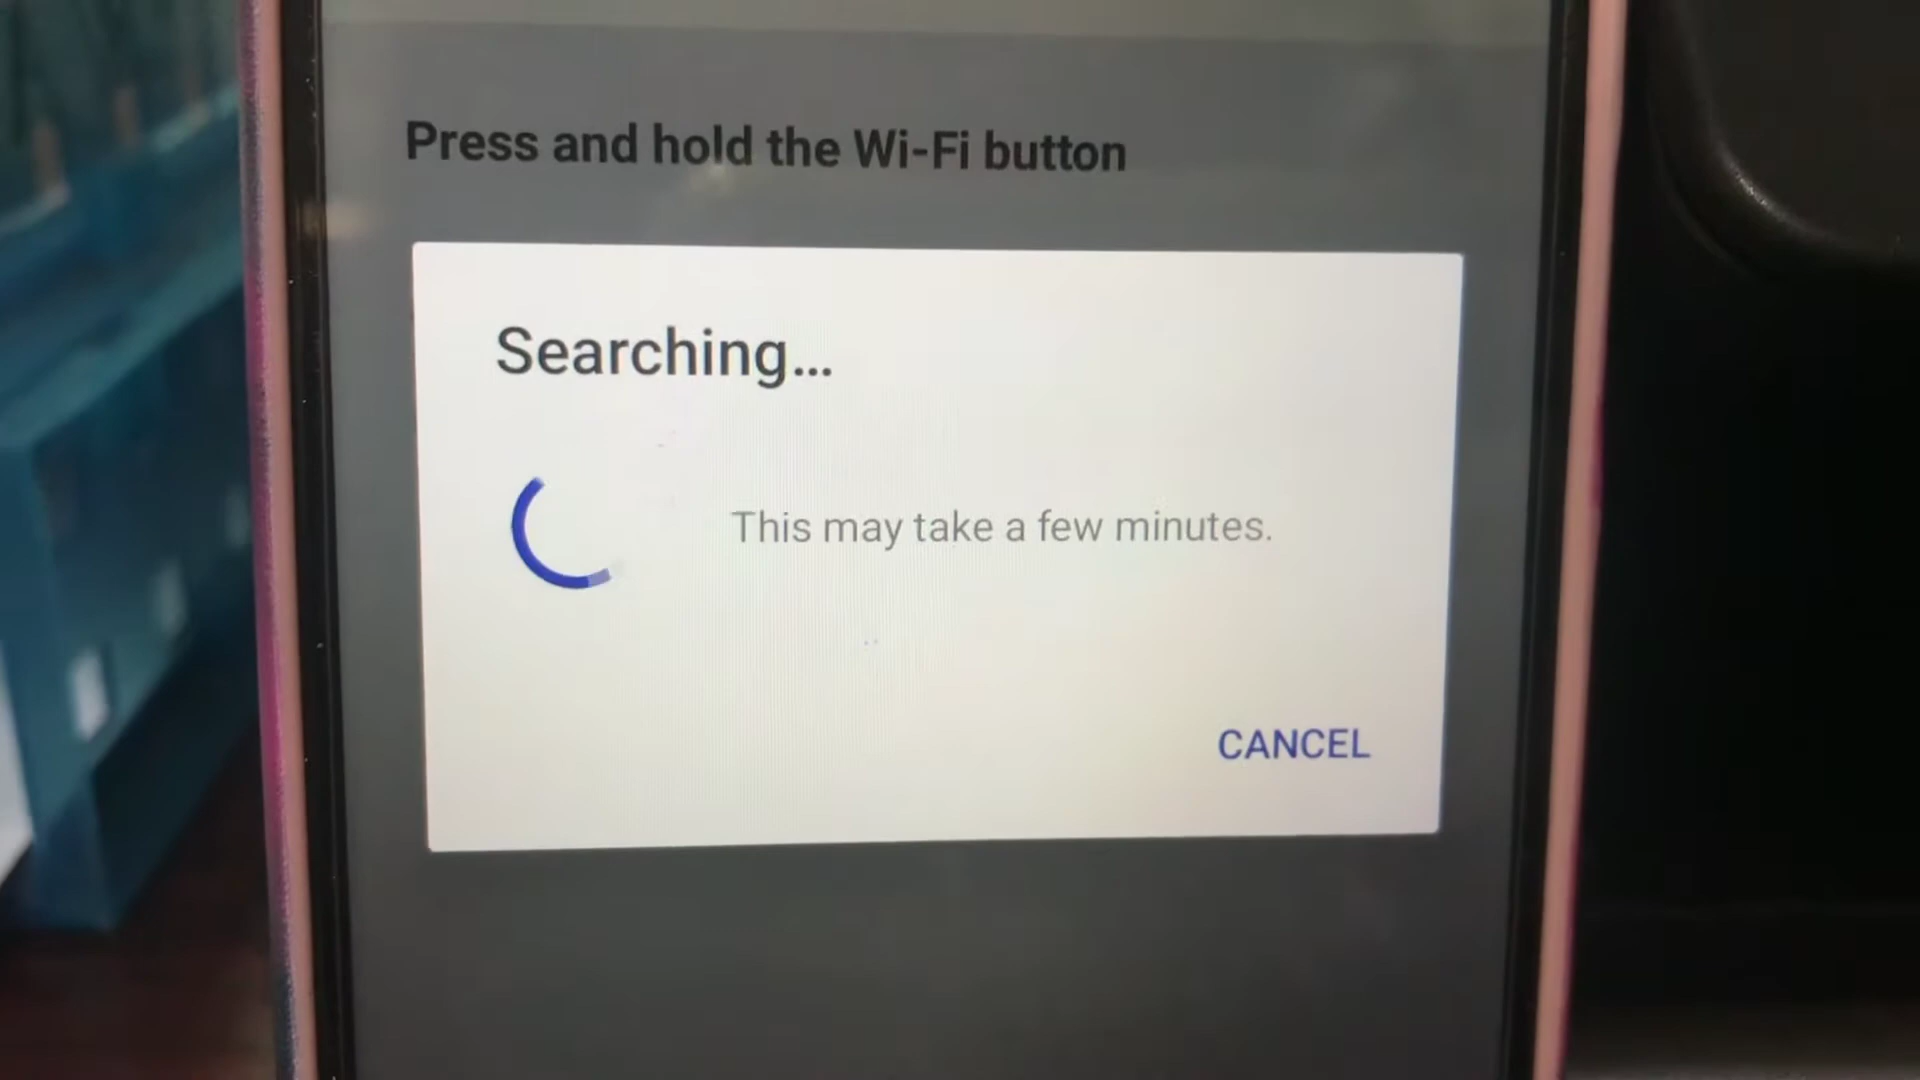 Press and hold the Wi-Fi button
Searching...
This may take a few minutes.
CANCEL